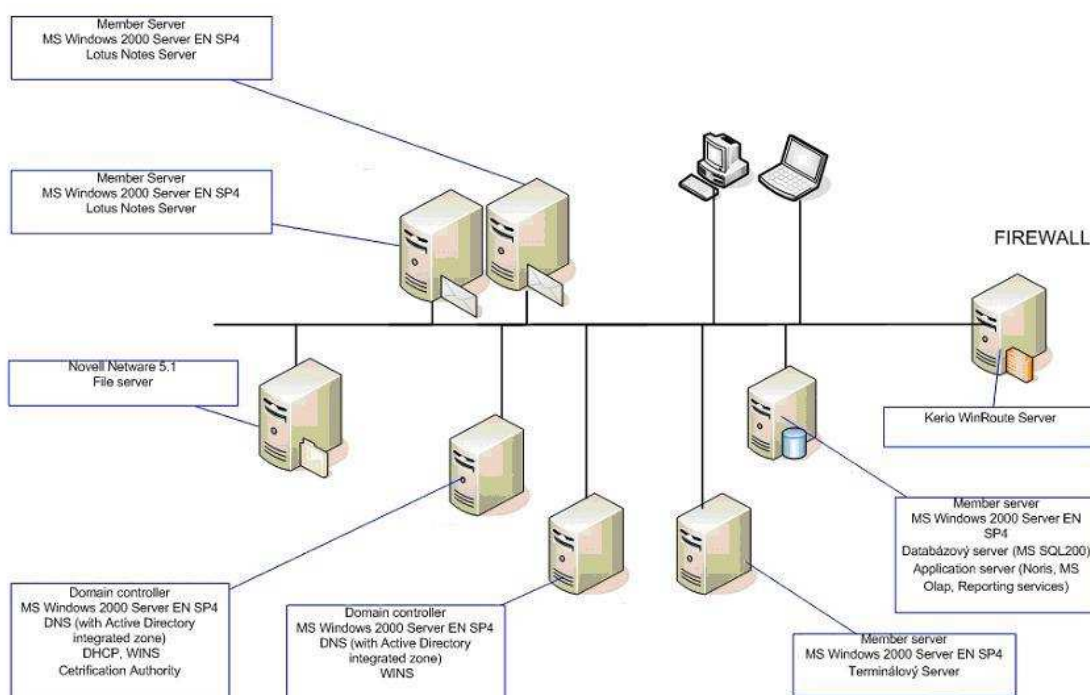 Member Server
MS Windows 2000 Server EN SP4
Lotus Notes Server
Member Server
MS Windows 2000 Server EN SP4
Lotus Notes Server
FIREWALL
Novell Netware 5.1
File server
Kerio WinRoute Server
Member server
MS Windows 2000 Server EN
SP4
Databázový server (MS SQL200)
Application server (Noris, MS
Olap, Reporting services)
Domain controller
MS Windows 2000 Server EN SP4
DNS (with Active Directory
integrated zone)
DHCP, WINS
Cetrification Authority
Domain controller
MS Windows 2000 Server EN SP4
DNS (with Active Directory
integrated zone)
WINS
Member server
MS Windows 2000 Server EN SP4
Terminálový Server